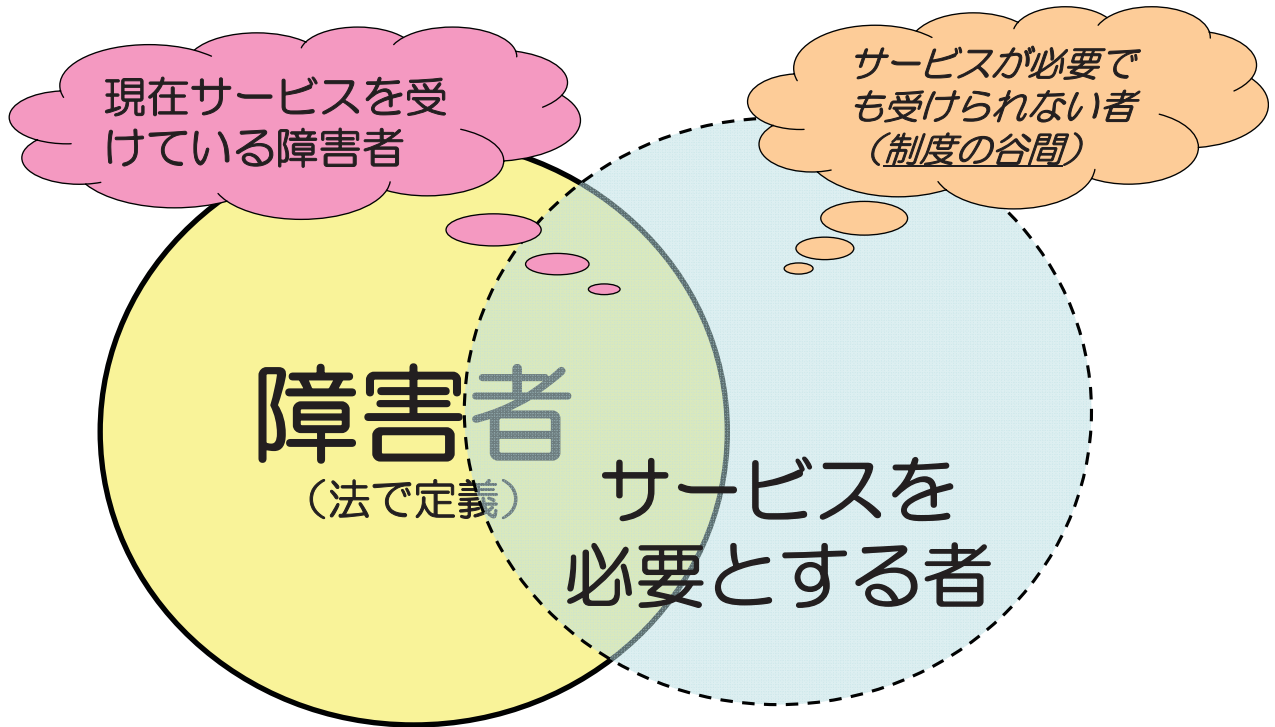 現在サービスを受
けている障害者
サービスが必要で
も受けられない者
（制度の谷間）
障害者
（法で定義）
サービスを
必要とする者